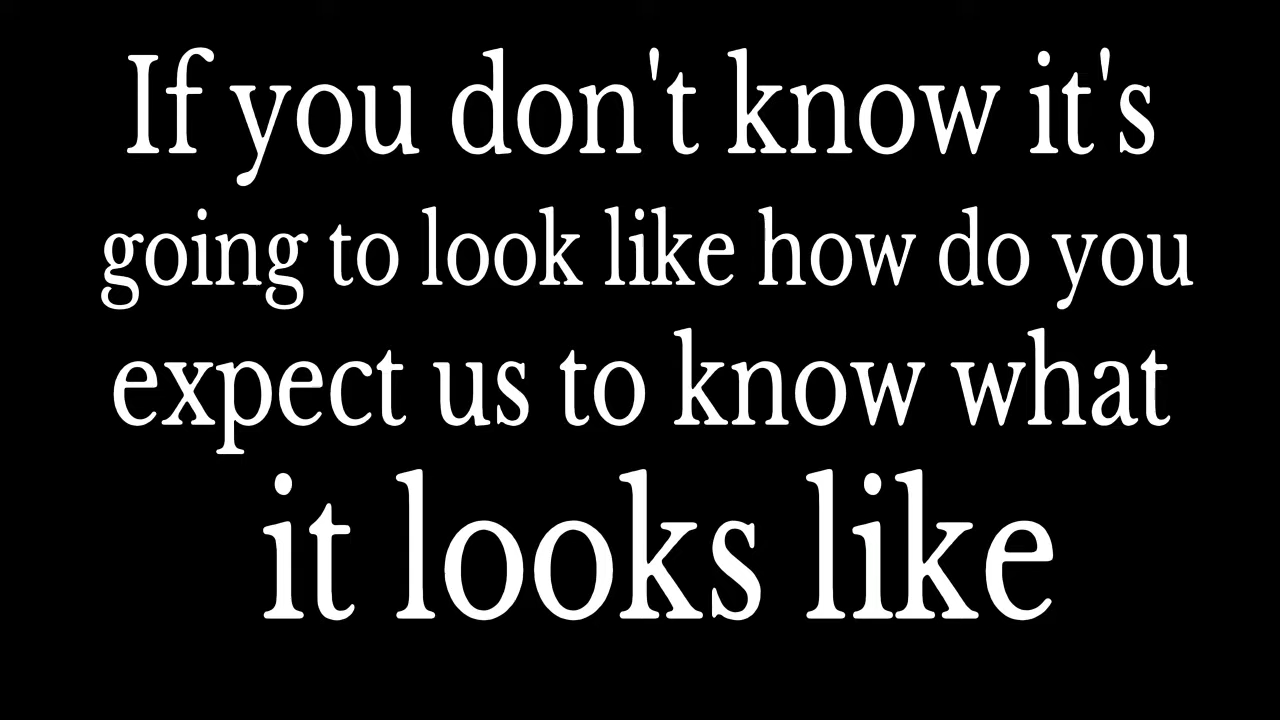 If you don't know it's
going to look like how do you
expect us to know what
it looks like